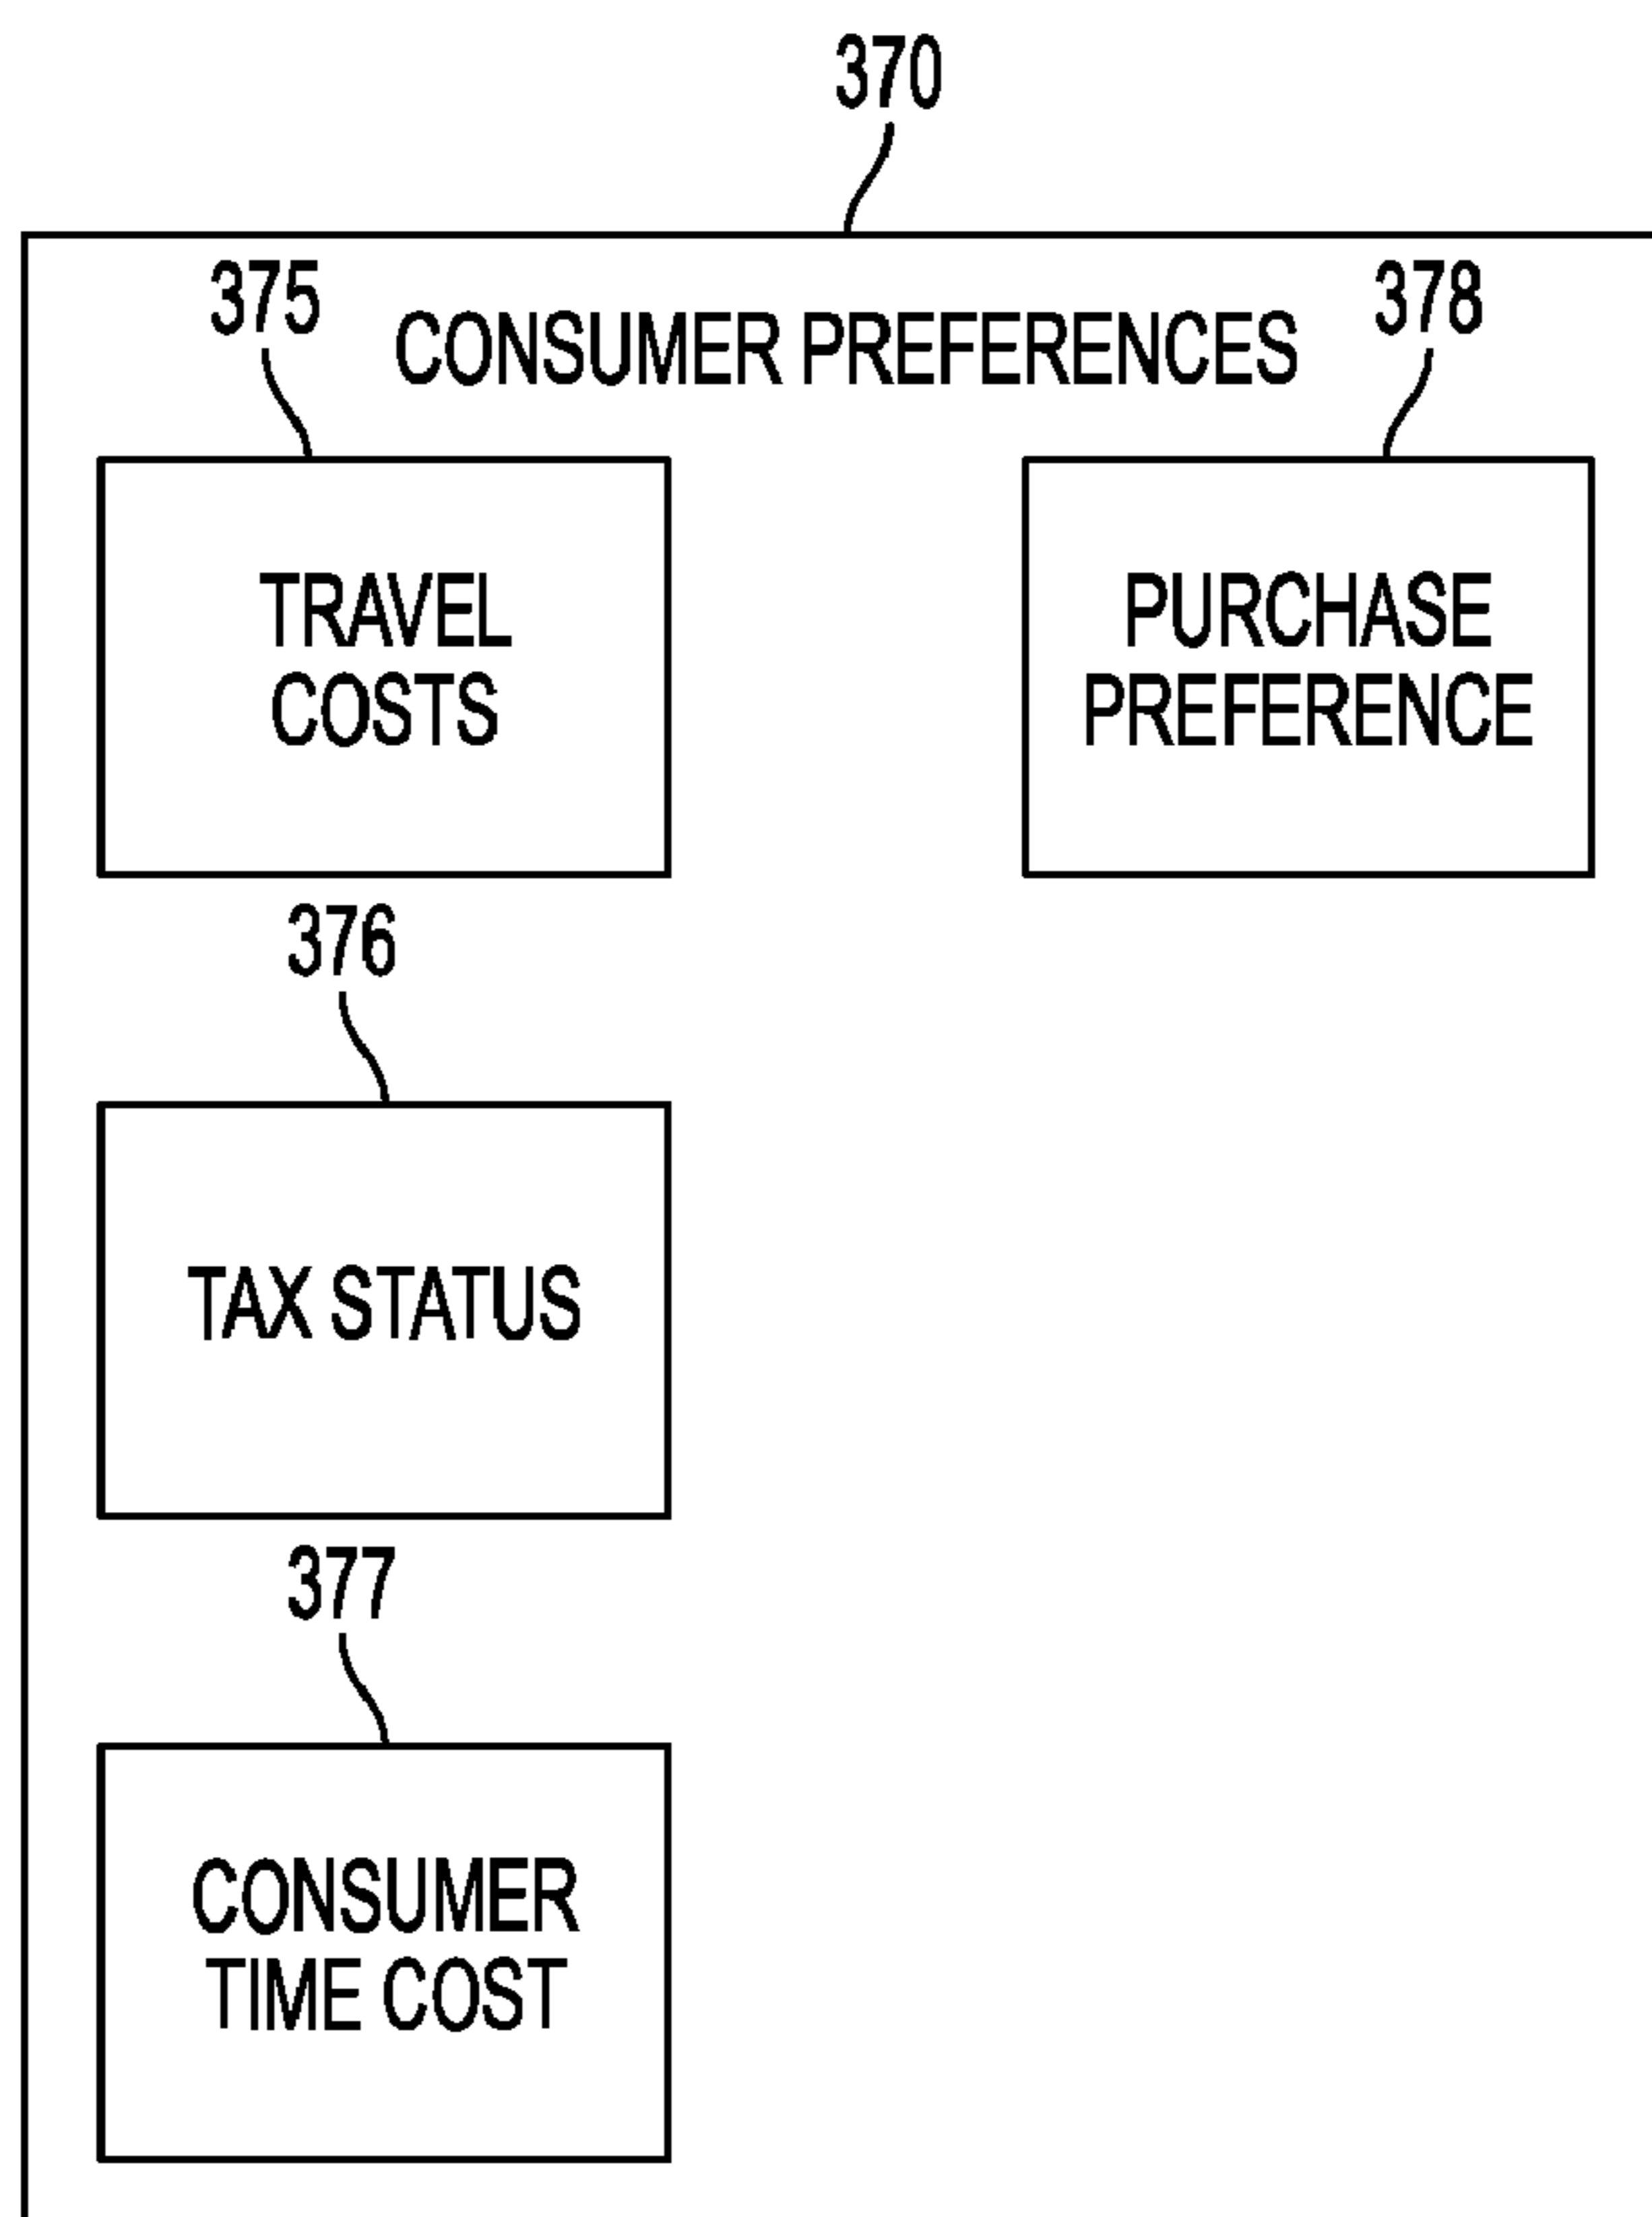 370
375
CONSUMER PREFERENCES
378
TRAVEL
COSTS
PURCHASE
PREFERENCE
376
TAX STATUS
377
CONSUMER
TIME COST